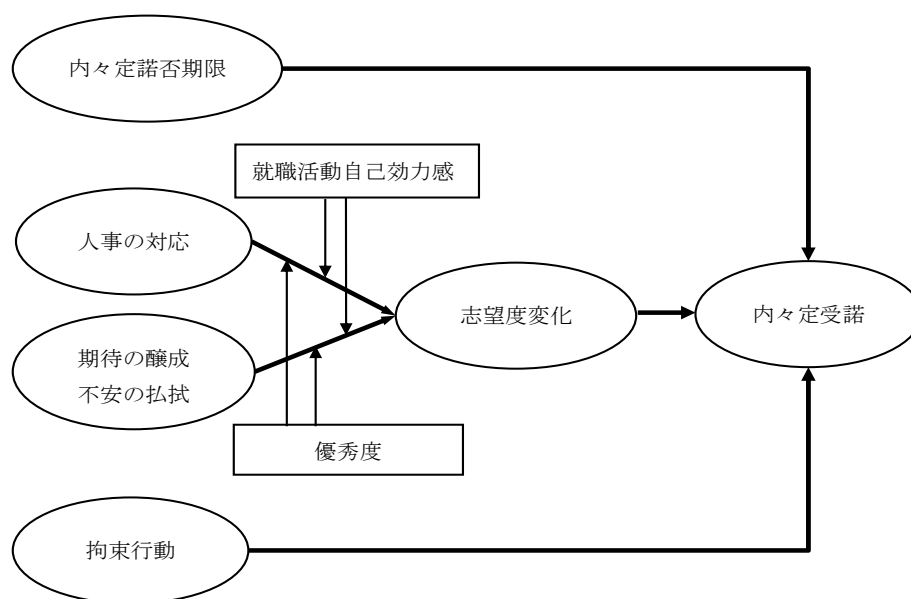 内々定諾否期限
就職活動自己効力感
人事の対応
志望度変化
内々定受諾
期待の醸成
不安の払拭
優秀度
拘束行動